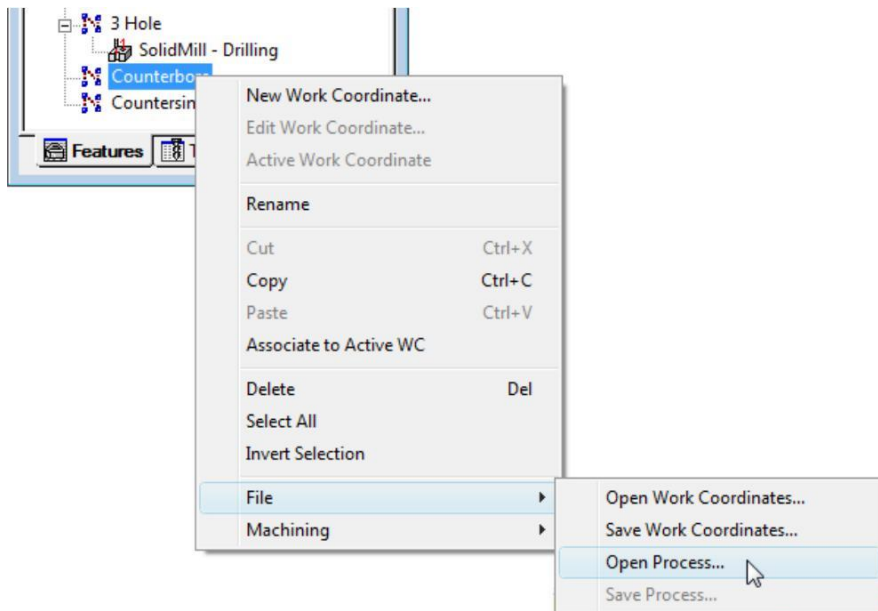 3 Hole
SolidMill - Drilling
Counterbore
Countersin
Features
New Work Coordinate...
Edit Work Coordinate...
Active Work Coordinate
Rename
Cut Ctrl+X
Copy Ctrl+C
Paste Ctrl+V
Associate to Active WC
Delete Del
Select All
Invert Selection
File
Machining
Open Work Coordinates...
Save Work Coordinates...
Open Process...
Save Process...